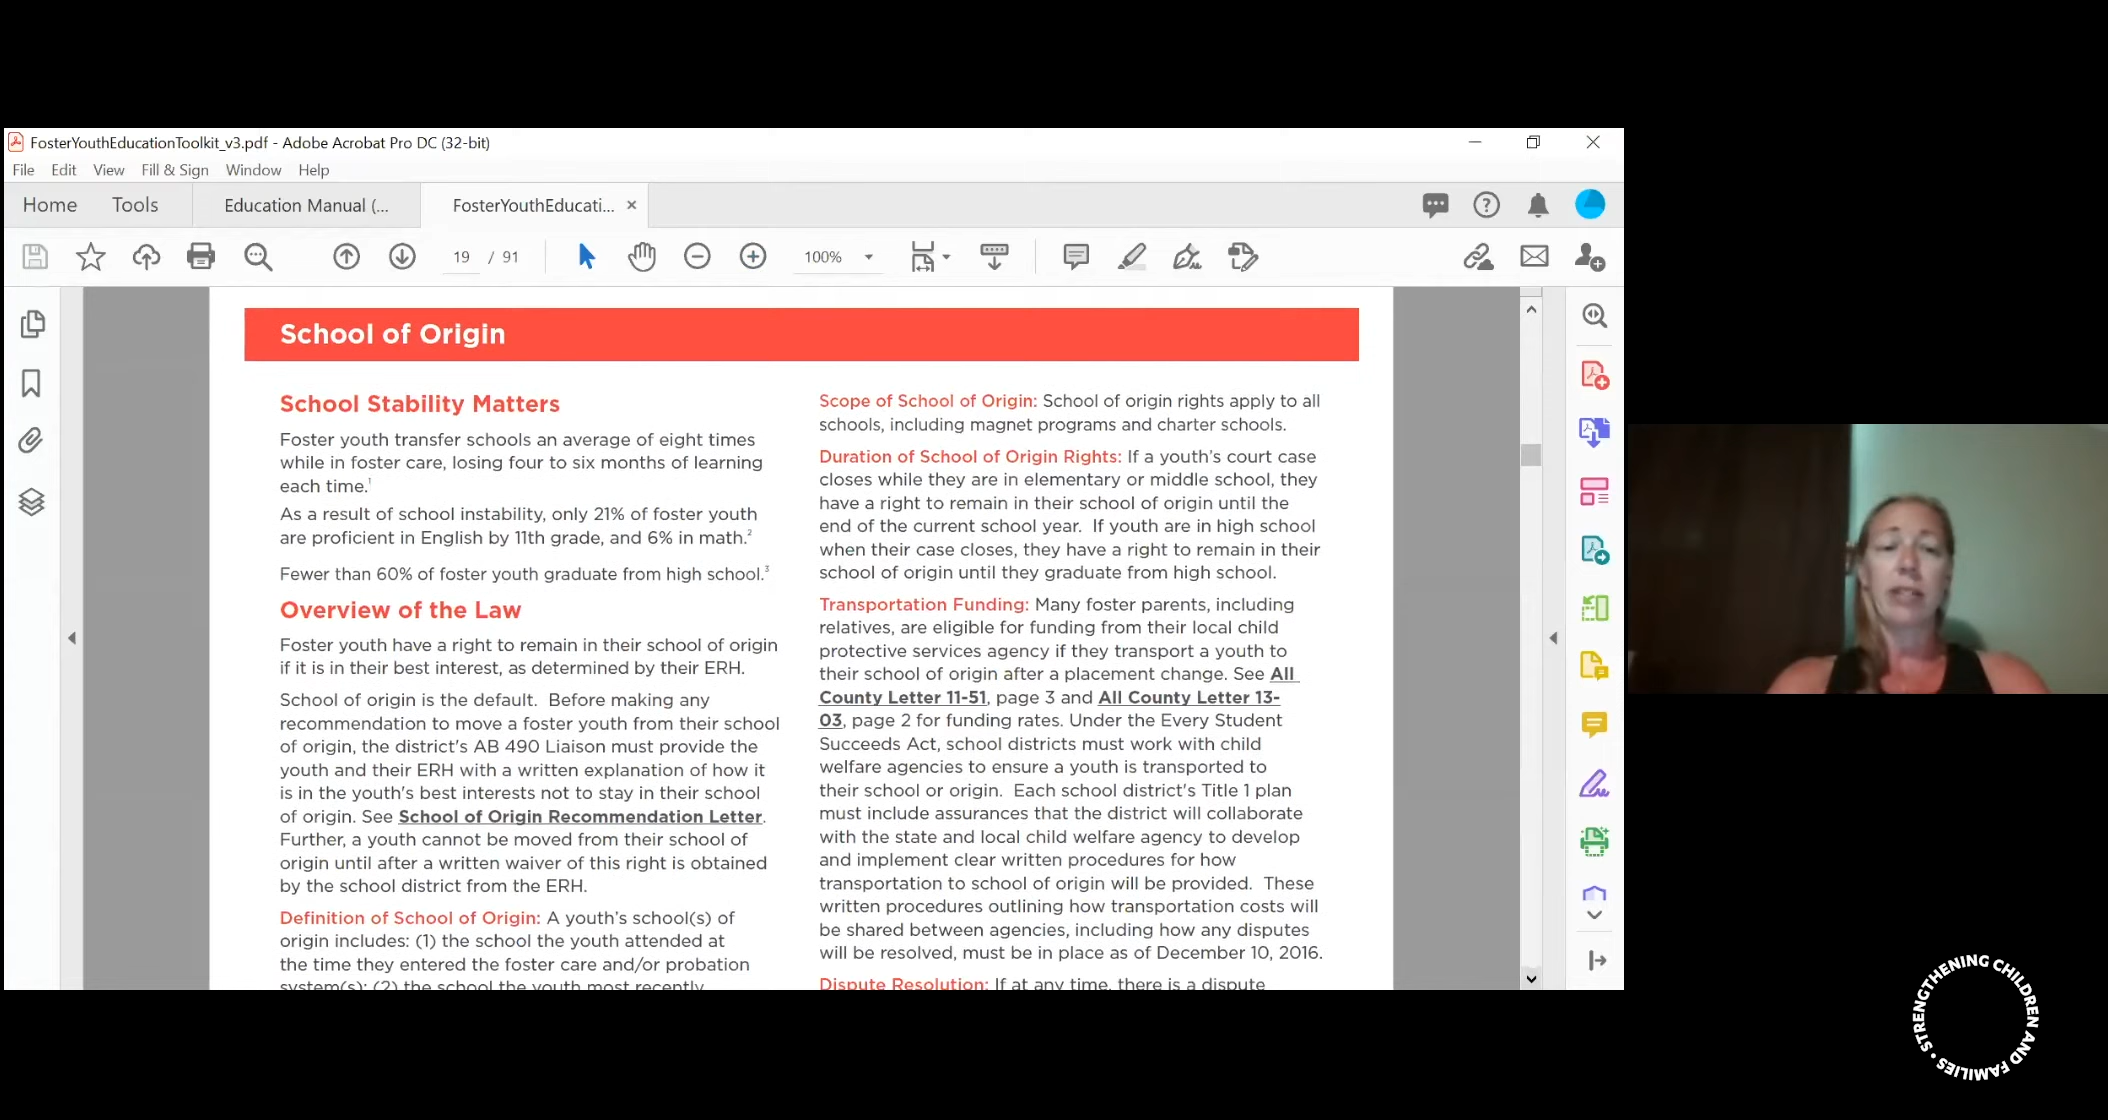 FosterYouthEducationToolkit_v3.pdf - Adobe Acrobat Pro DC (32-bit)
File Edit View Fill & Sign Window Help
Home Tools Education Manual (... FosterYouthEducati... ×
19 / 91 100%
School of Origin
School Stability Matters
Foster youth transfer schools an average of eight times
while in foster care, losing four to six months of learning
each time.1
As a result of school instability, only 21% of foster youth
are proficient in English by 11th grade, and 6% in math.2
Fewer than 60% of foster youth graduate from high school.3
Overview of the Law
Foster youth have a right to remain in their school of origin
if it is in their best interest, as determined by their ERH.
School of origin is the default. Before making any
recommendation to move a foster youth from their school
of origin, the district's AB 490 Liaison must provide the
youth and their ERH with a written explanation of how it
is in the youth's best interests not to stay in their school
of origin. See School of Origin Recommendation Letter.
Further, a youth cannot be moved from their school of
origin until after a written waiver of this right is obtained
by the school district from the ERH.
Definition of School of Origin: A youth's school(s) of
origin includes: (1) the school the youth attended at
the time they entered the foster care and/or probation
system(s); (2) the school the youth most recently
Scope of School of Origin: School of origin rights apply to all
schools, including magnet programs and charter schools.
Duration of School of Origin Rights: If a youth's court case
closes while they are in elementary or middle school, they
have a right to remain in their school of origin until the
end of the current school year. If youth are in high school
when their case closes, they have a right to remain in their
school of origin until they graduate from high school.
Transportation Funding: Many foster parents, including
relatives, are eligible for funding from their local child
protective services agency if they transport a youth to
their school of origin after a placement change. See All
County Letter 11-51, page 3 and All County Letter 13-
03, page 2 for funding rates. Under the Every Student
Succeeds Act, school districts must work with child
welfare agencies to ensure a youth is transported to
their school or origin. Each school district's Title 1 plan
must include assurances that the district will collaborate
with the state and local child welfare agency to develop
and implement clear written procedures for how
transportation to school of origin will be provided. These
written procedures outlining how transportation costs will
be shared between agencies, including how any disputes
will be resolved, must be in place as of December 10, 2016.
Dispute Resolution: If at any time, there is a dispute
STRENGTHENING CHILDREN AND FAMILIES •